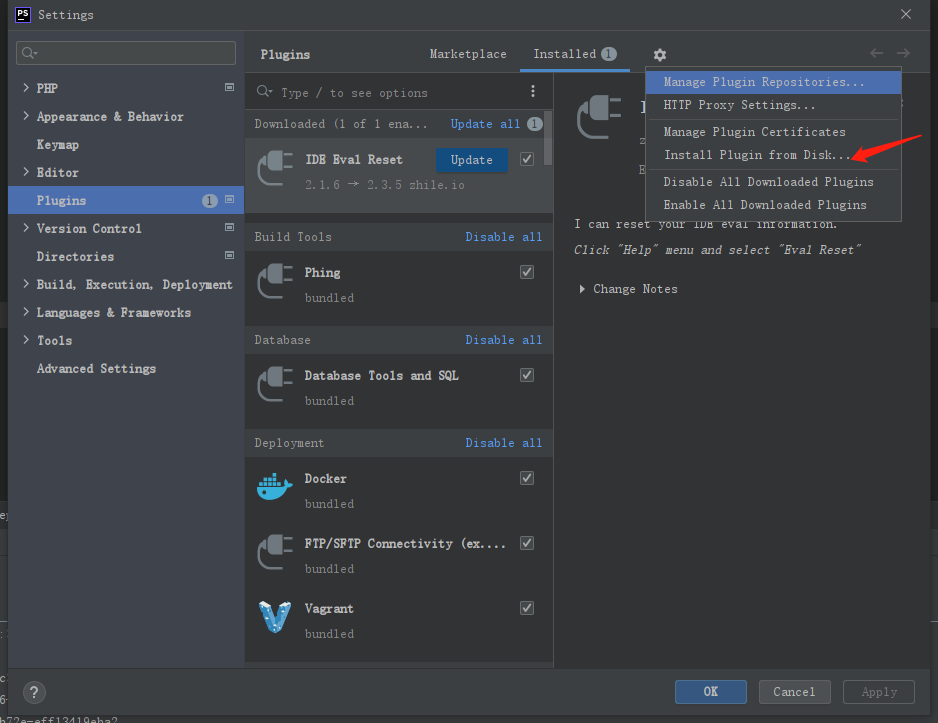 PS
Settings
Plugins
Marketplace
Installed 1
PHP
Appearance & Behavior
Keymap
Editor
Plugins 1
Version Control
Directories
Build, Execution, Deployment
Languages & Frameworks
Tools
Advanced Settings
Type / to see options
Downloaded (1 of 1 ena... Update all 1
IDE Eval Reset Update
2.1.6 → 2.3.5 zhile.io
Build Tools Disable all
Phing
bundled
Database Disable all
Database Tools and SQL
bundled
Deployment Disable all
Docker
bundled
FTP/SFTP Connectivity (ex....
bundled
Vagrant
bundled
Manage Plugin Repositories...
HTTP Proxy Settings...
Manage Plugin Certificates
Install Plugin from Disk...
Disable All Downloaded Plugins
Enable All Downloaded Plugins
I can reset your IDE eval information.
Click "Help" menu and select "Eval Reset"
Change Notes
?
OK
Cancel
Apply